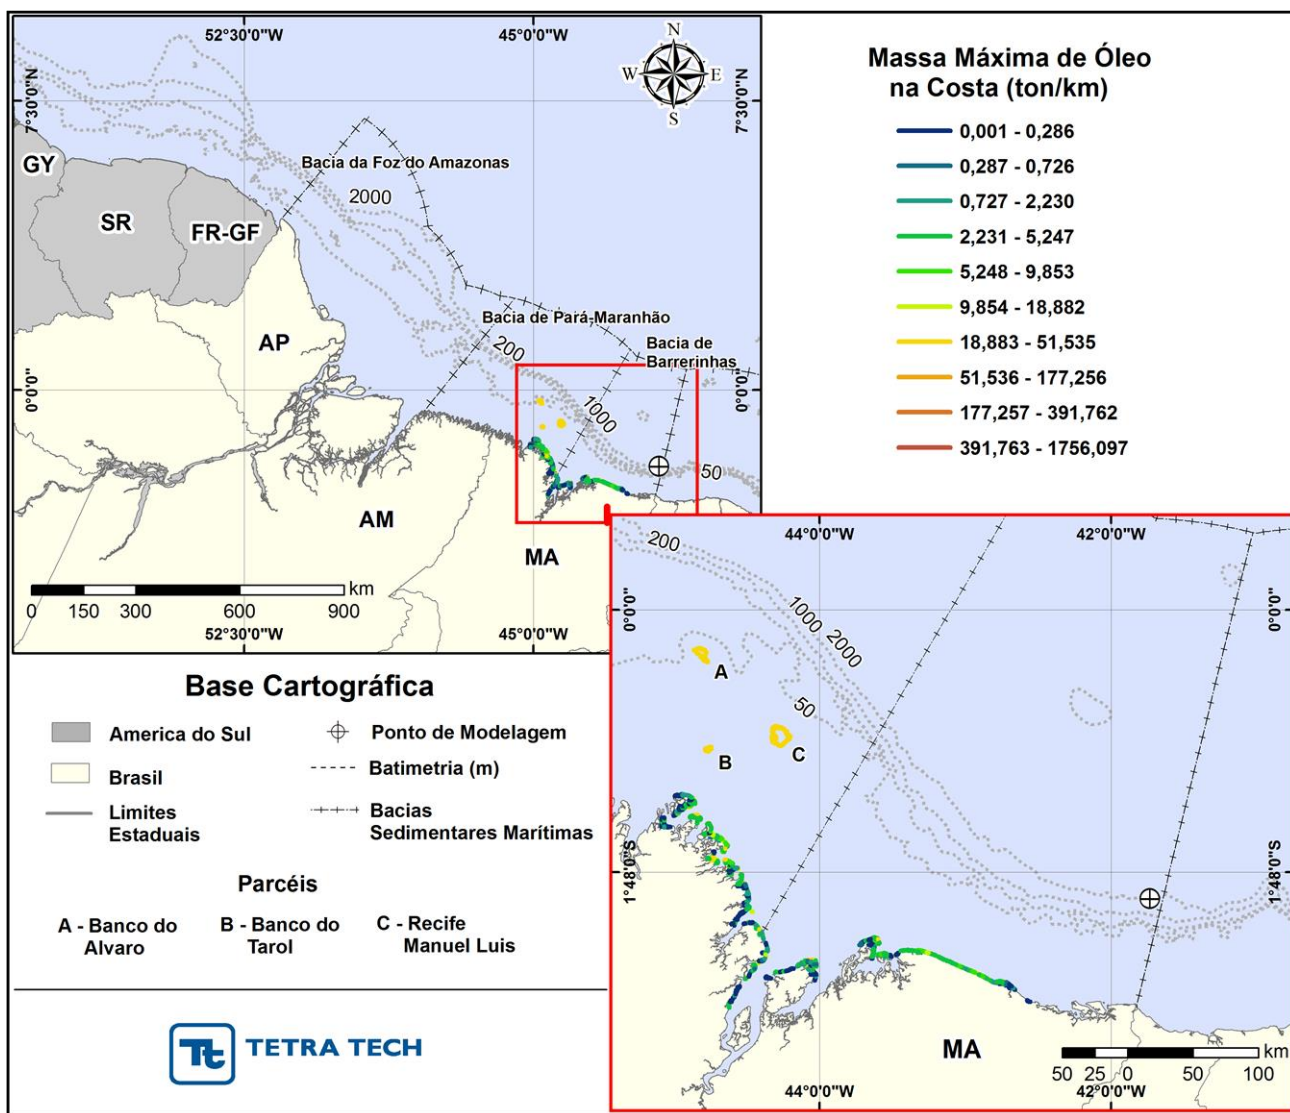 52°30'0"W
45°0'0"W
N
W
E
S
7°30'0"N
7°30'0"N
GY
SR
FR-GF
Bacia da Foz do Amazonas
2000
AP
Bacia de Pará-Maranhão
200
Bacia de
Barrerinhas
0°0'0"
0°0'0"
1000
50
AM
MA
km
0 150 300 600 900
52°30'0"W
45°0'0"W
Massa Máxima de Óleo
na Costa (ton/km)
0,001 - 0,286
0,287 - 0,726
0,727 - 2,230
2,231 - 5,247
5,248 - 9,853
9,854 - 18,882
18,883 - 51,535
51,536 - 177,256
177,257 - 391,762
391,763 - 1756,097
44°0'0"W
42°0'0"W
200
1000
2000
0°0'0"
0°0'0"
A
50
B
C
1°48'0"S
1°48'0"S
MA
km
50 25 0 50 100
44°0'0"W
42°0'0"W
Base Cartográfica
America do Sul
Brasil
Limites
Estaduais
Ponto de Modelagem
Batimetria (m)
Bacias
Sedimentares Marítimas
Parcéis
A - Banco do
Alvaro
B - Banco do
Tarol
C - Recife
Manuel Luis
Tt TETRA TECH